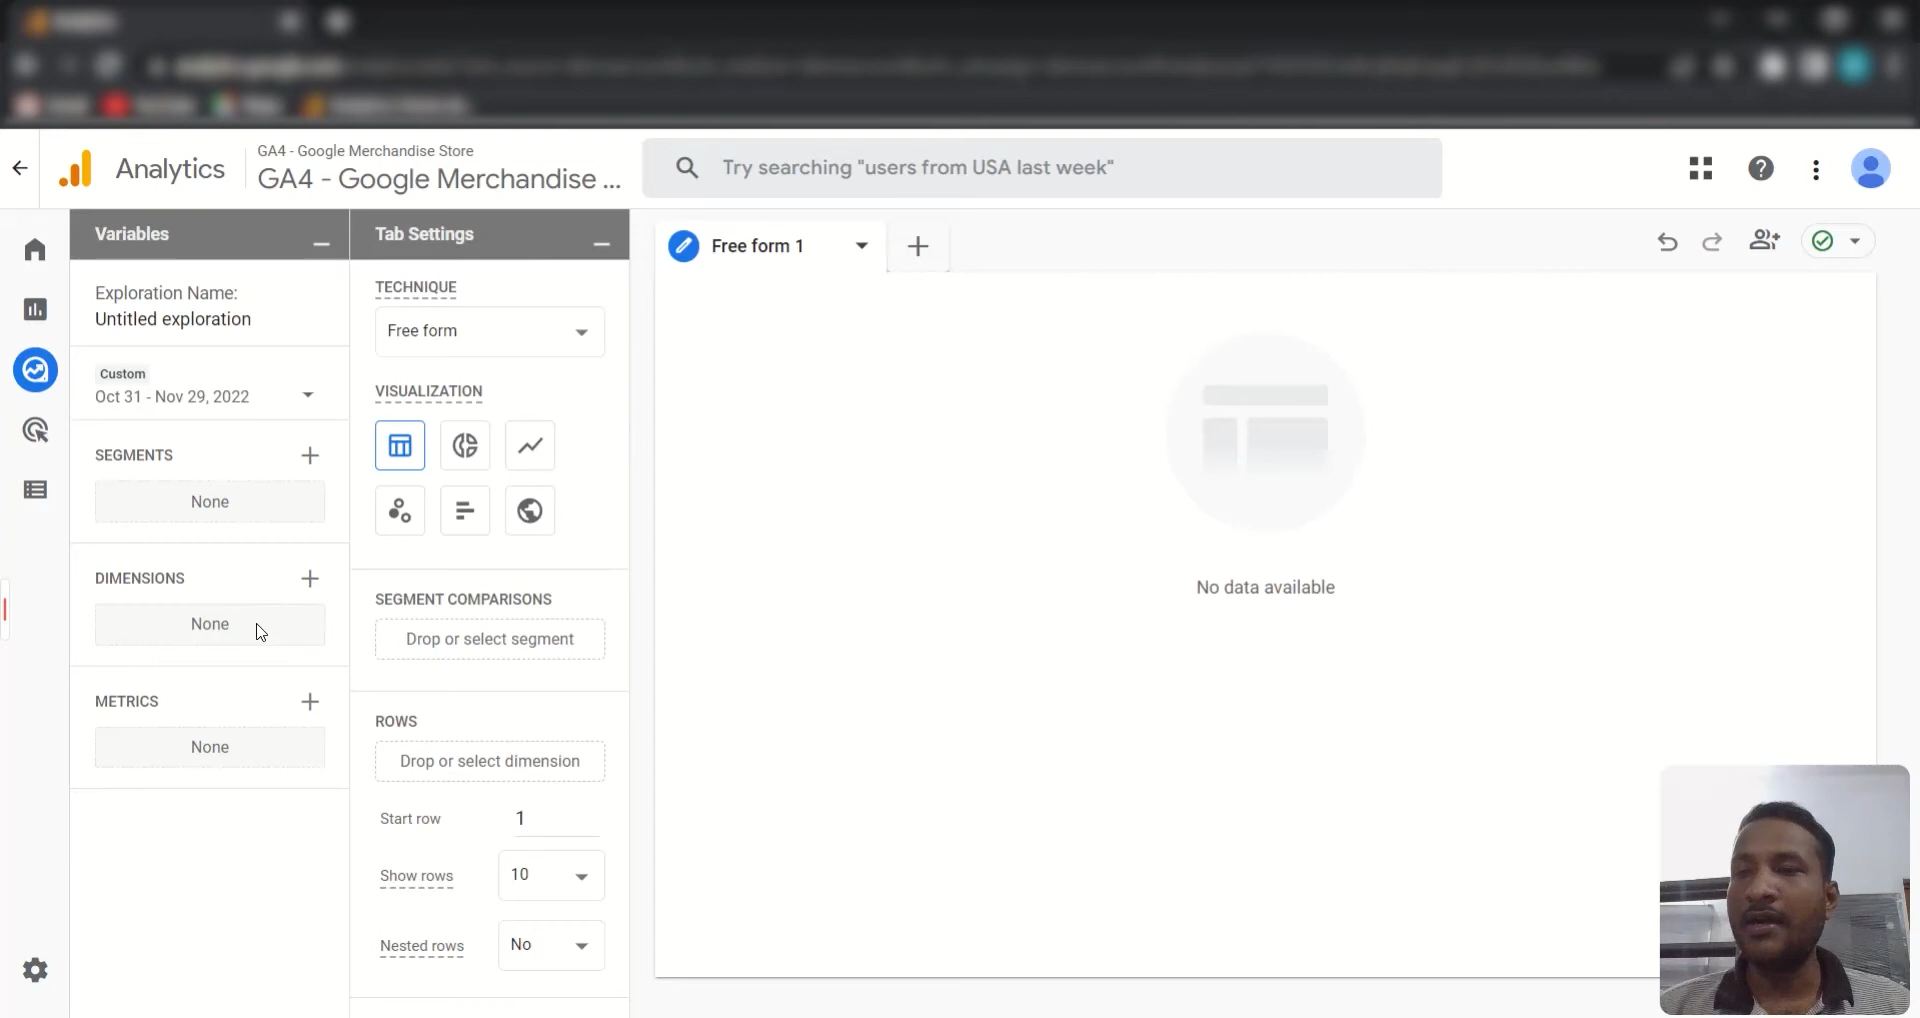 Analytics
GA4 - Google Merchandise Store
GA4 - Google Merchandise ...
Try searching "users from USA last week"
Variables
Exploration Name:
Untitled exploration
Custom
Oct 31 - Nov 29, 2022
SEGMENTS
None
DIMENSIONS
None
METRICS
None
Tab Settings
TECHNIQUE
Free form
VISUALIZATION
SEGMENT COMPARISONS
Drop or select segment
ROWS
Drop or select dimension
Start row 1
Show rows 10
Nested rows No
Free form 1
No data available